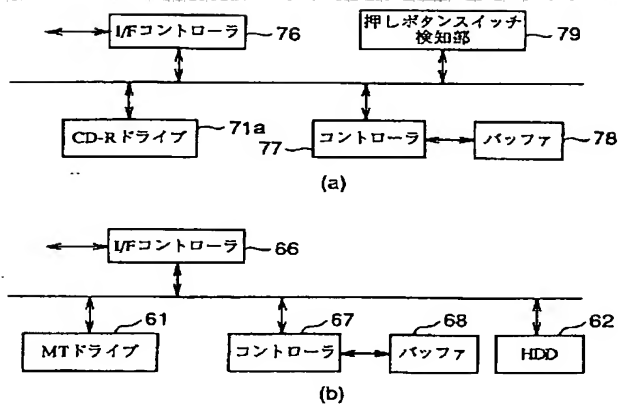 I/Fコントローラ 76
押しボタンスイッチ
検知部 79
CD-Rドライブ 71a
コントローラ 77
バッファ 78
(a)
I/Fコントローラ 66
MTドライブ 61
コントローラ 67
バッファ 68
HDD 62
(b)